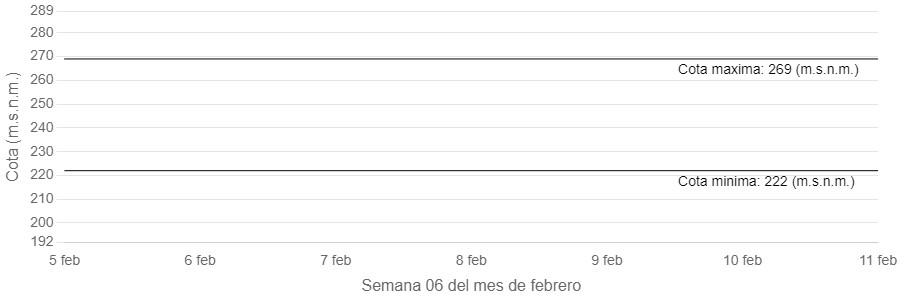 289
280
270
260
250
240
230
220
210
200
192
Cota (m.s.n.m.)
Cota maxima: 269 (m.s.n.m.)
Cota minima: 222 (m.s.n.m.)
5 feb
6 feb
7 feb
8 feb
9 feb
10 feb
11 feb
Semana 06 del mes de febrero